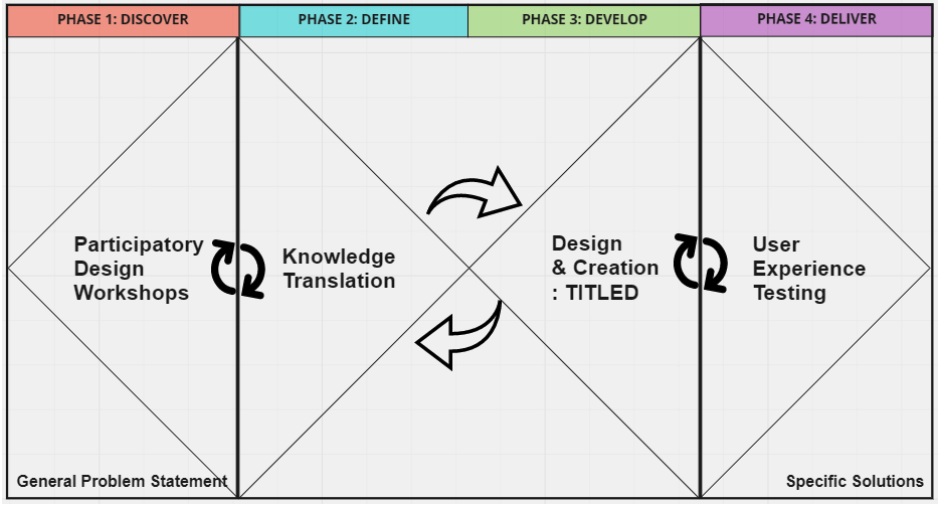 PHASE 1: DISCOVER
PHASE 2: DEFINE
PHASE 3: DEVELOP
PHASE 4: DELIVER
Participatory
Design
Workshops
Knowledge
Translation
Design
& Creation
: TITLED
User
Experience
Testing
General Problem Statement
Specific Solutions